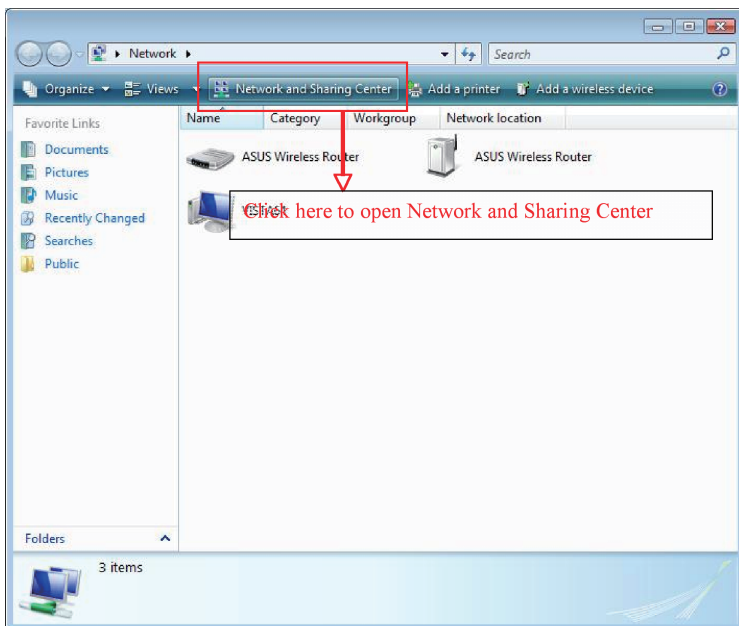 Network
Search
Organize Views Network and Sharing Center Add a printer Add a wireless device
Favorite Links
Name Category Workgroup Network location
Documents
Pictures
Music
Recently Changed
Searches
Public
ASUS Wireless Router ASUS Wireless Router
Click here to open Network and Sharing Center
Folders
3 items